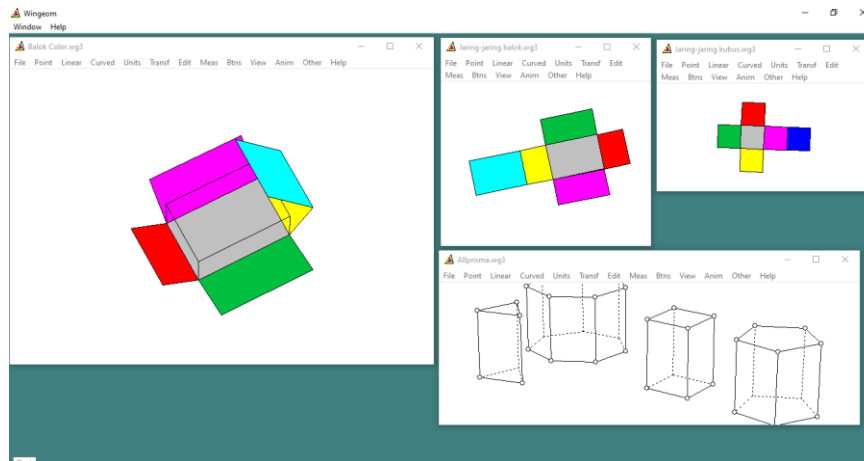 Wingeom
Window Help
Balok Color.wg3
File Point Linear Curved Units Transf Edit Meas Btns View Anim Other Help
Jaring-jaring balok.wg3
File Point Linear Curved Units Transf Edit
Meas Btns View Anim Other Help
Jaring-jaring kubus.wg3
File Point Linear Curved Units Transf Edit
Meas Btns View Anim Other Help
Allprisma.wg3
File Point Linear Curved Units Transf Edit Meas Btns View Anim Other Help